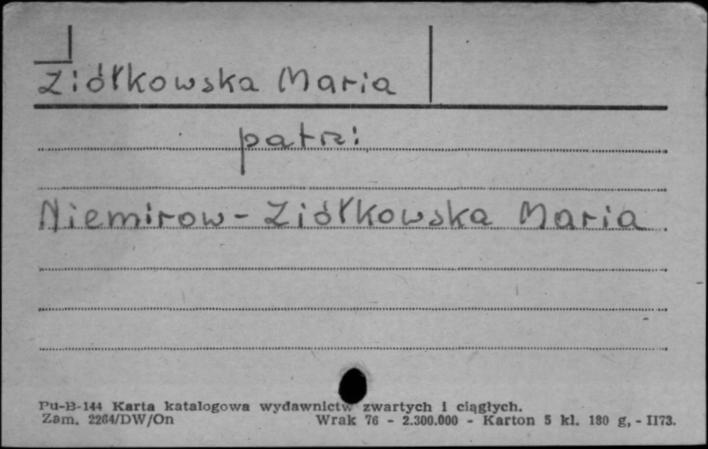 Ziółkowska Maria
patrz:
Niemirow-Ziółkowska Maria
Pu-B-144 Karta katalogowa wydawnictw zwartych i ciągłych.
Zam. 2264/DW/On Wrak 76 - 2.300.000 - Karton 5 kl. 180 g, - II73.